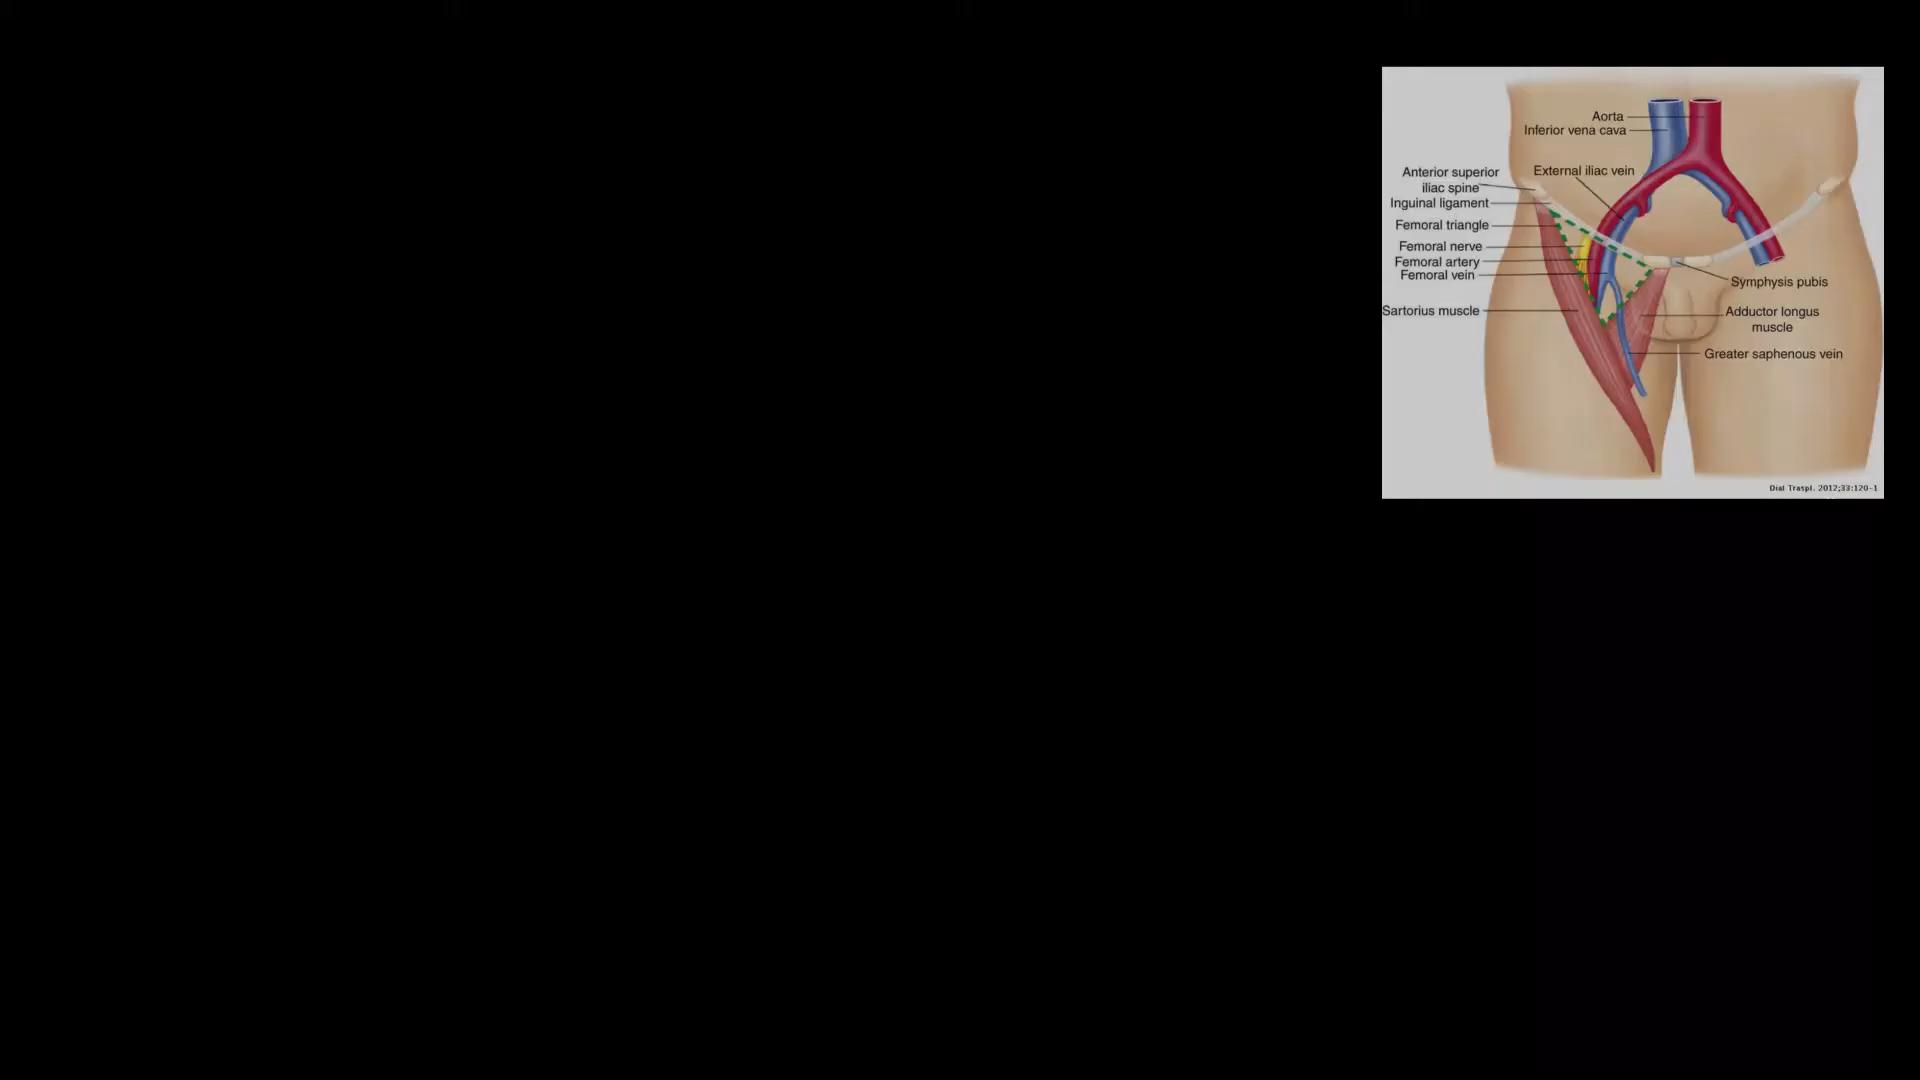 Aorta
Inferior vena cava
Anterior superior
iliac spine
External iliac vein
Inguinal ligament
Femoral triangle
Femoral nerve
Femoral artery
Femoral vein
Symphysis pubis
Sartorius muscle
Adductor longus
muscle
Greater saphenous vein
Dial Traspl. 2012;33:120-1